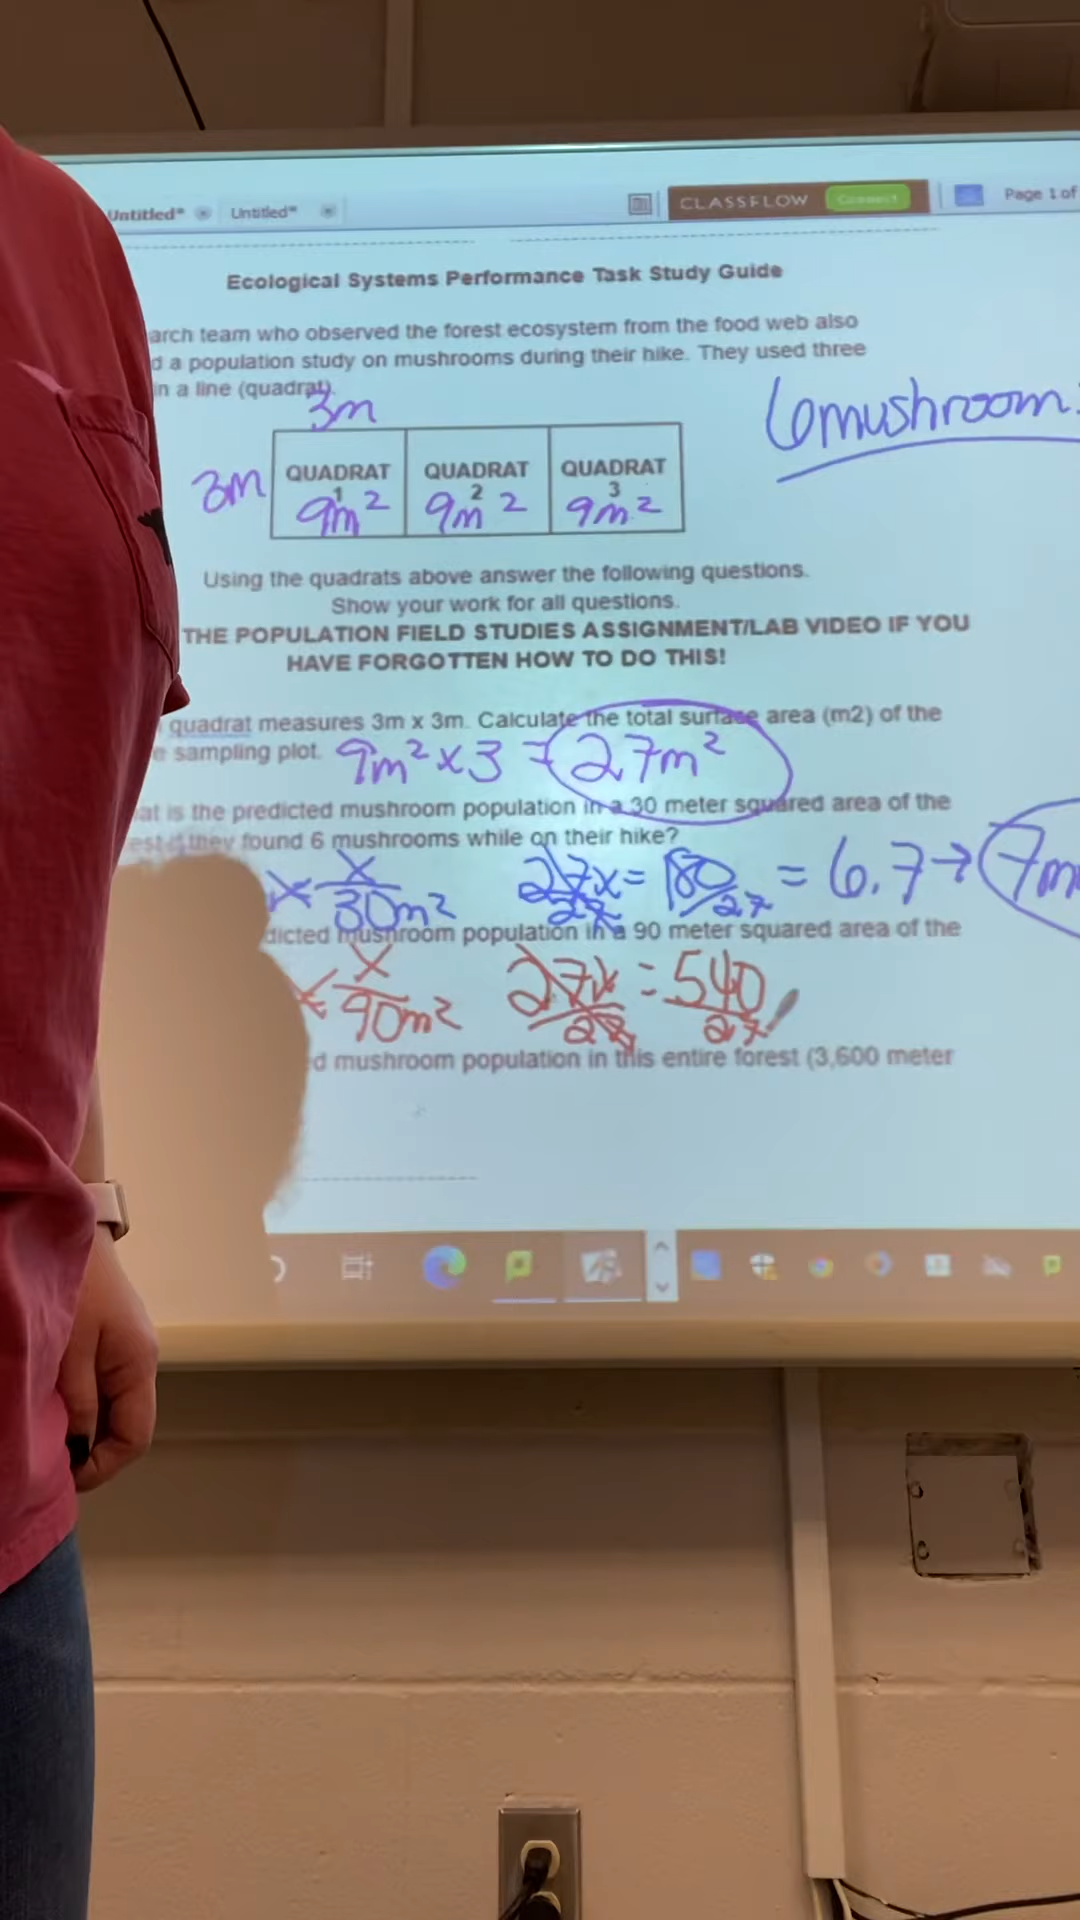 Untitled* Untitled* CLASSFLOW Connect Page 1 of
Ecological Systems Performance Task Study Guide
arch team who observed the forest ecosystem from the food web also
d a population study on mushrooms during their hike. They used three
in a line (quadrat).
3m
6 mushroom
3m
QUADRAT 1 QUADRAT 2 QUADRAT 3
9m² 9m² 9m²
Using the quadrats above answer the following questions.
Show your work for all questions.
THE POPULATION FIELD STUDIES ASSIGNMENT/LAB VIDEO IF YOU
HAVE FORGOTTEN HOW TO DO THIS!
quadrat measures 3m x 3m. Calculate the total surface area (m2) of the
e sampling plot. 9m² x 3 = 27m²
at is the predicted mushroom population in a 30 meter squared area of the
est if they found 6 mushrooms while on their hike?
x/30m² 27x/27 = 180/27 = 6.7 → 7m
dicted mushroom population in a 90 meter squared area of the
x/90m² 27x/27 = 540/27
d mushroom population in this entire forest (3,600 meter